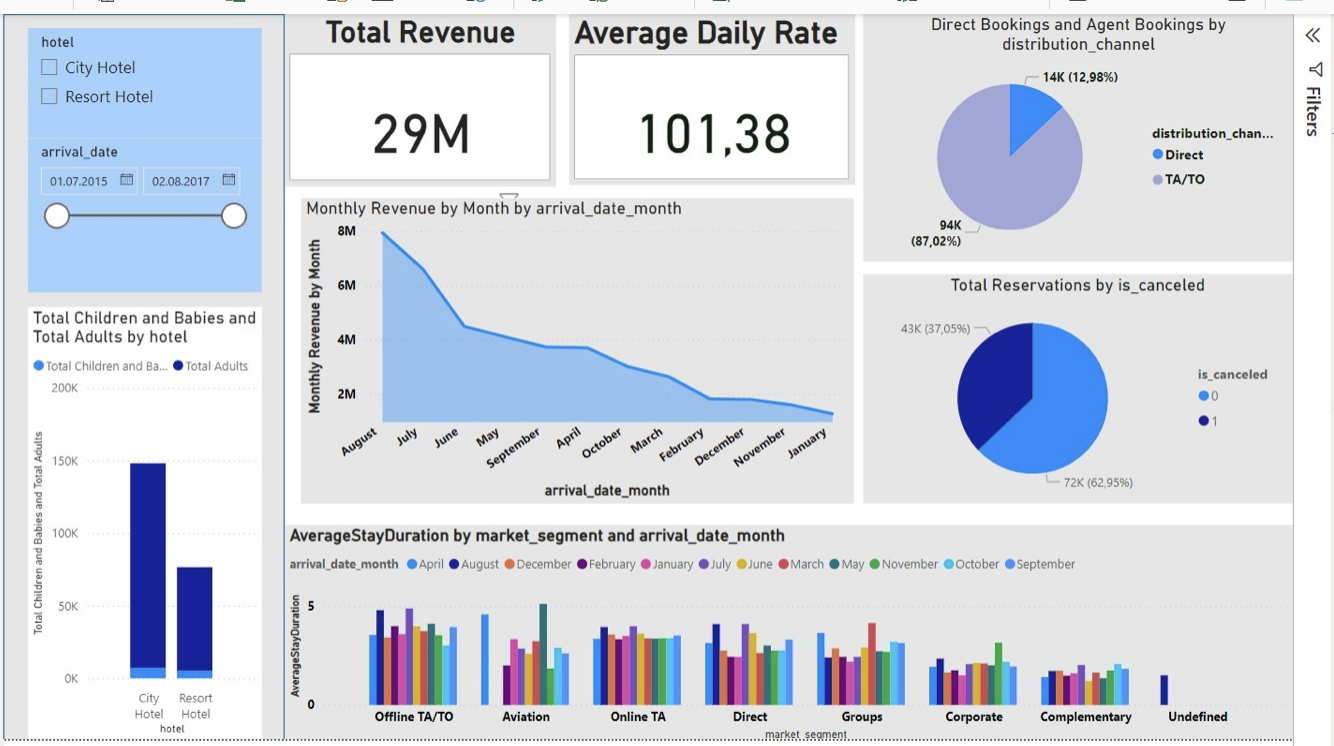 hotel
City Hotel
Resort Hotel
arrival_date
01.07.2015
02.08.2017
Total Children and Babies and
Total Adults by hotel
Total Children and Ba...
Total Adults
200K
150K
100K
50K
0K
Total Children and Babies and Total Adults
City
Hotel
Resort
Hotel
hotel
Total Revenue
29M
Average Daily Rate
101,38
Monthly Revenue by Month by arrival_date_month
Monthly Revenue by Month
8M
6M
4M
2M
August
July
June
May
September
April
October
March
February
December
November
January
arrival_date_month
Direct Bookings and Agent Bookings by
distribution_channel
14K (12,98%)
94K
(87,02%)
distribution_chan...
Direct
TA/TO
Total Reservations by is_canceled
43K (37,05%)
72K (62,95%)
is_canceled
0
1
AverageStayDuration by market_segment and arrival_date_month
arrival_date_month April August December February January July June March May November October September
AverageStayDuration
5
0
Offline TA/TO
Aviation
Online TA
Direct
Groups
Corporate
Complementary
Undefined
market_segment
Filters